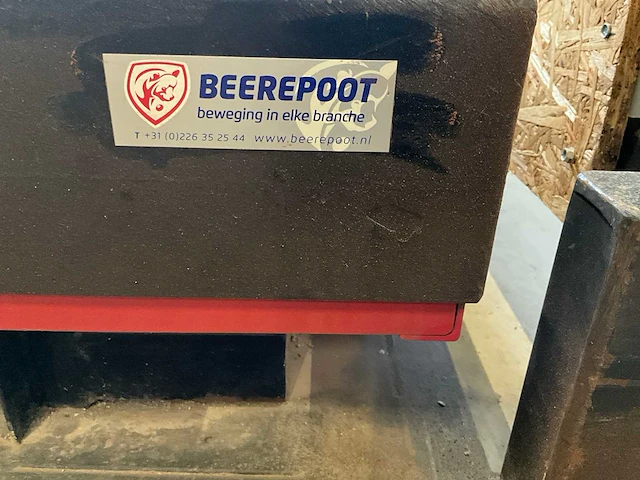 BEEREPOOT
beweging in elke branche
T +31 (0)226 35 25 44 www.beerepoot.nl